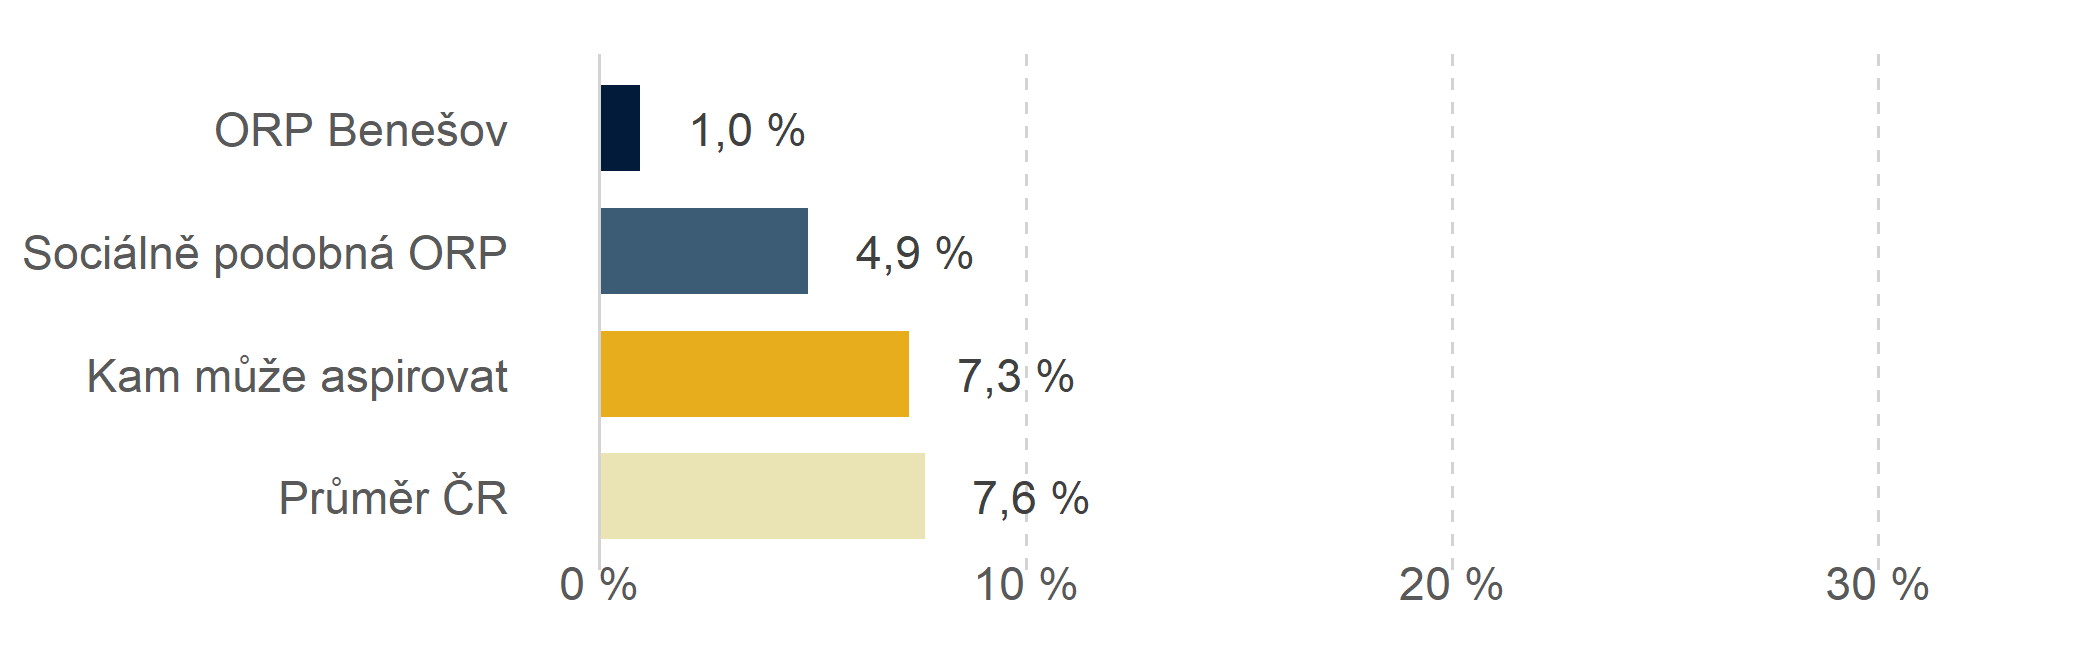 ORP Benešov 1,0 %
Sociálně podobná ORP 4,9 %
Kam může aspirovat 7,3 %
Průměr ČR 7,6 %
0 % 10 % 20 % 30 %